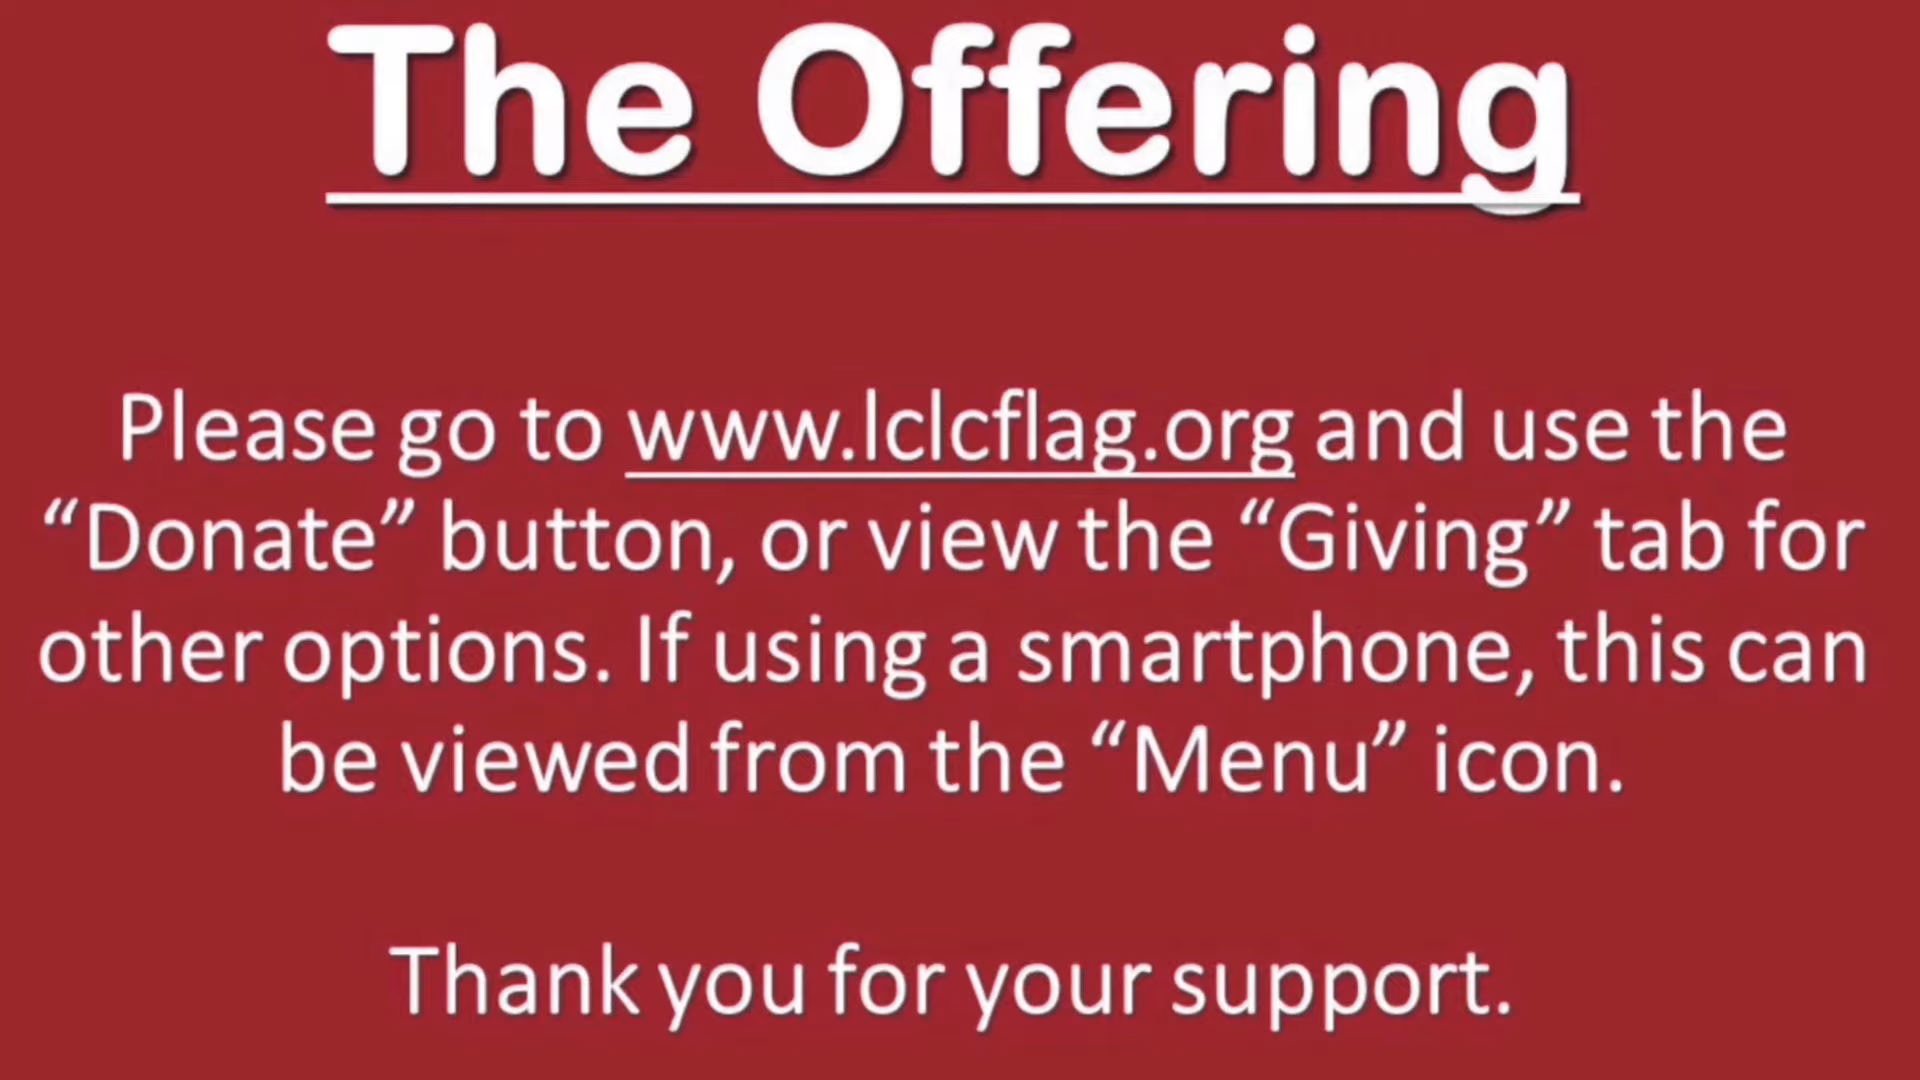 The Offering
Please go to www.lclcflag.org and use the
“Donate” button, or view the “Giving” tab for
other options. If using a smartphone, this can
be viewed from the “Menu” icon.
Thank you for your support.